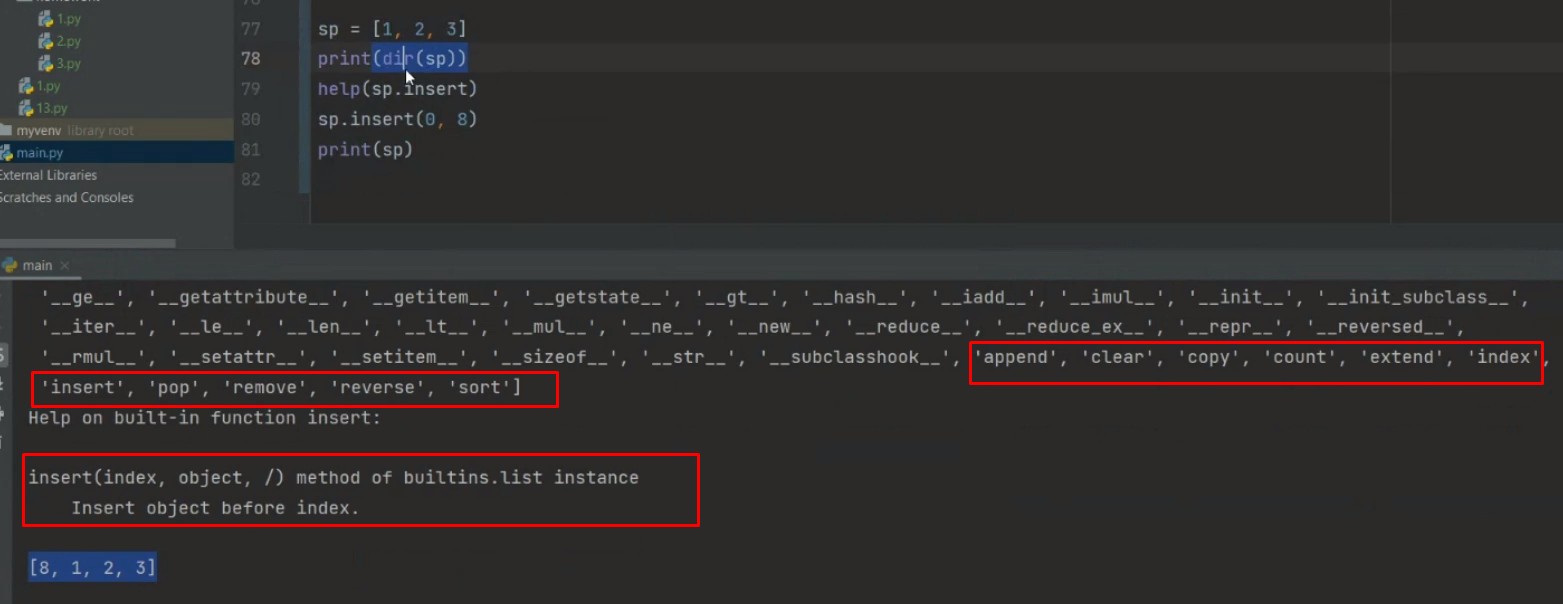 1.py
2.py
3.py
1.py
13.py
myvenv library root
main.py
External Libraries
Scratches and Consoles
77 sp = [1, 2, 3]
78 print(dir(sp))
79 help(sp.insert)
80 sp.insert(0, 8)
81 print(sp)
82
main ×
'__ge__', '__getattribute__', '__getitem__', '__getstate__', '__gt__', '__hash__', '__iadd__', '__imul__', '__init__', '__init_subclass__',
'__iter__', '__le__', '__len__', '__lt__', '__mul__', '__ne__', '__new__', '__reduce__', '__reduce_ex__', '__repr__', '__reversed__',
'__rmul__', '__setattr__', '__setitem__', '__sizeof__', '__str__', '__subclasshook__', 'append', 'clear', 'copy', 'count', 'extend', 'index',
'insert', 'pop', 'remove', 'reverse', 'sort']
Help on built-in function insert:
insert(index, object, /) method of builtins.list instance
Insert object before index.
[8, 1, 2, 3]